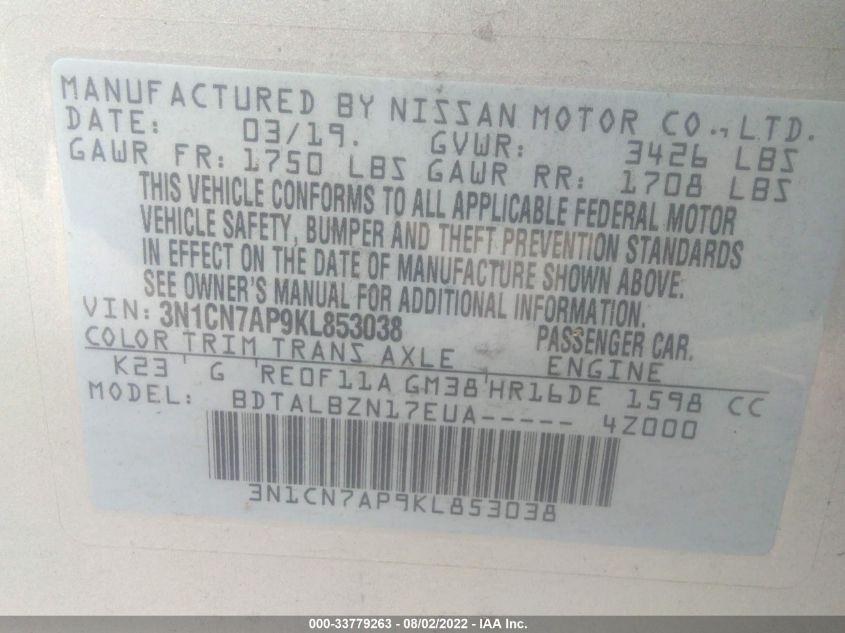 MANUFACTURED BY NISSAN MOTOR CO., LTD.
DATE: 03/19. GVWR: 3426 LBS
GAWR FR: 1750 LBS GAWR RR: 1708 LBS
THIS VEHICLE CONFORMS TO ALL APPLICABLE FEDERAL MOTOR
VEHICLE SAFETY, BUMPER AND THEFT PREVENTION STANDARDS
IN EFFECT ON THE DATE OF MANUFACTURE SHOWN ABOVE.
SEE OWNER'S MANUAL FOR ADDITIONAL INFORMATION.
VIN: 3N1CN7AP9KL853038 PASSENGER CAR.
COLOR TRIM TRANS AXLE ENGINE
K23 G RE0F11A GM38 HR16DE 1598 CC
MODEL: BDTALBZN17EUA----- 4Z000
3N1CN7AP9KL853038
000-33779263 - 08/02/2022 - IAA Inc.